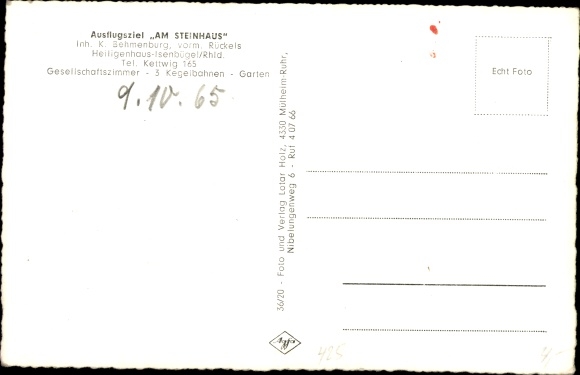 Ausflugsziel „AM STEINHAUS"
Inh. K. Behmenburg, vorm. Rückels
Heiligenhaus-Isenbügel/Rhld.
Tel. Kettwig 165
Gesellschaftszimmer - 3 Kegelbahnen - Garten
9.10.65
36/20 - Foto und Verlag Lotar Holz, 4330 Mülheim-Ruhr,
Nibelungenweg 6 - Ruf 4 07 66
Echt Foto